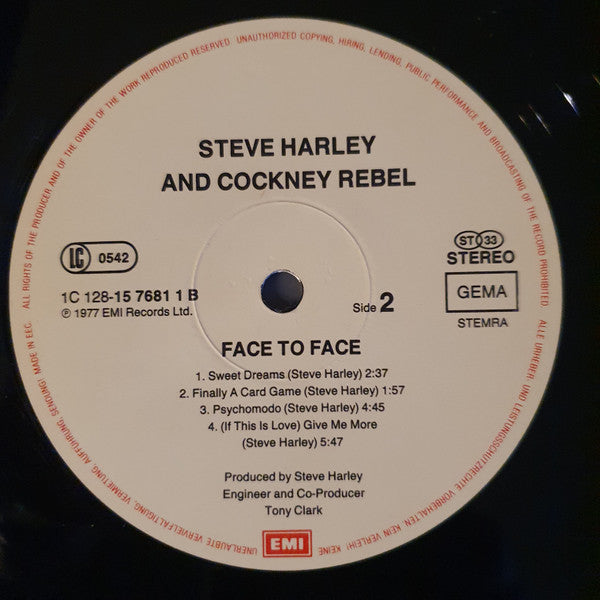 ALL RIGHTS OF THE PRODUCER AND OF THE OWNER OF THE WORK REPRODUCED RESERVED UNAUTHORIZED COPYING, HIRING, LENDING, PUBLIC PERFORMANCE AND BROADCASTING OF THE RECORD PROHIBITED. ALLE URHEBER- UND LEISTUNGSSCHUTZRECHTE VORBEHALTEN. KEIN VERLEIH! KEINE UNERLAUBTE VERVIELFÄLTIGUNG, VERMIETUNG, AUFFÜHRUNG, SENDUNG! MADE IN EEC
STEVE HARLEY
AND COCKNEY REBEL
LC 0542
ST 33
STEREO
1C 128-15 7681 1 B
GEMA
℗ 1977 EMI Records Ltd.
Side 2
STEMRA
FACE TO FACE
1. Sweet Dreams (Steve Harley) 2:37
2. Finally A Card Game (Steve Harley) 1:57
3. Psychomodo (Steve Harley) 4:45
4. (If This Is Love) Give Me More
(Steve Harley) 5:47
Produced by Steve Harley
Engineer and Co-Producer
Tony Clark
EMI